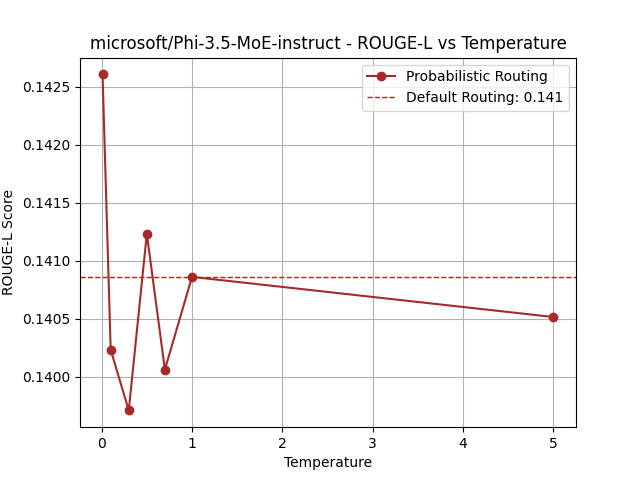 microsoft/Phi-3.5-MoE-instruct - ROUGE-L vs Temperature
Probabilistic Routing
Default Routing: 0.141
ROUGE-L Score
0.1425
0.1420
0.1415
0.1410
0.1405
0.1400
0 1 2 3 4 5
Temperature